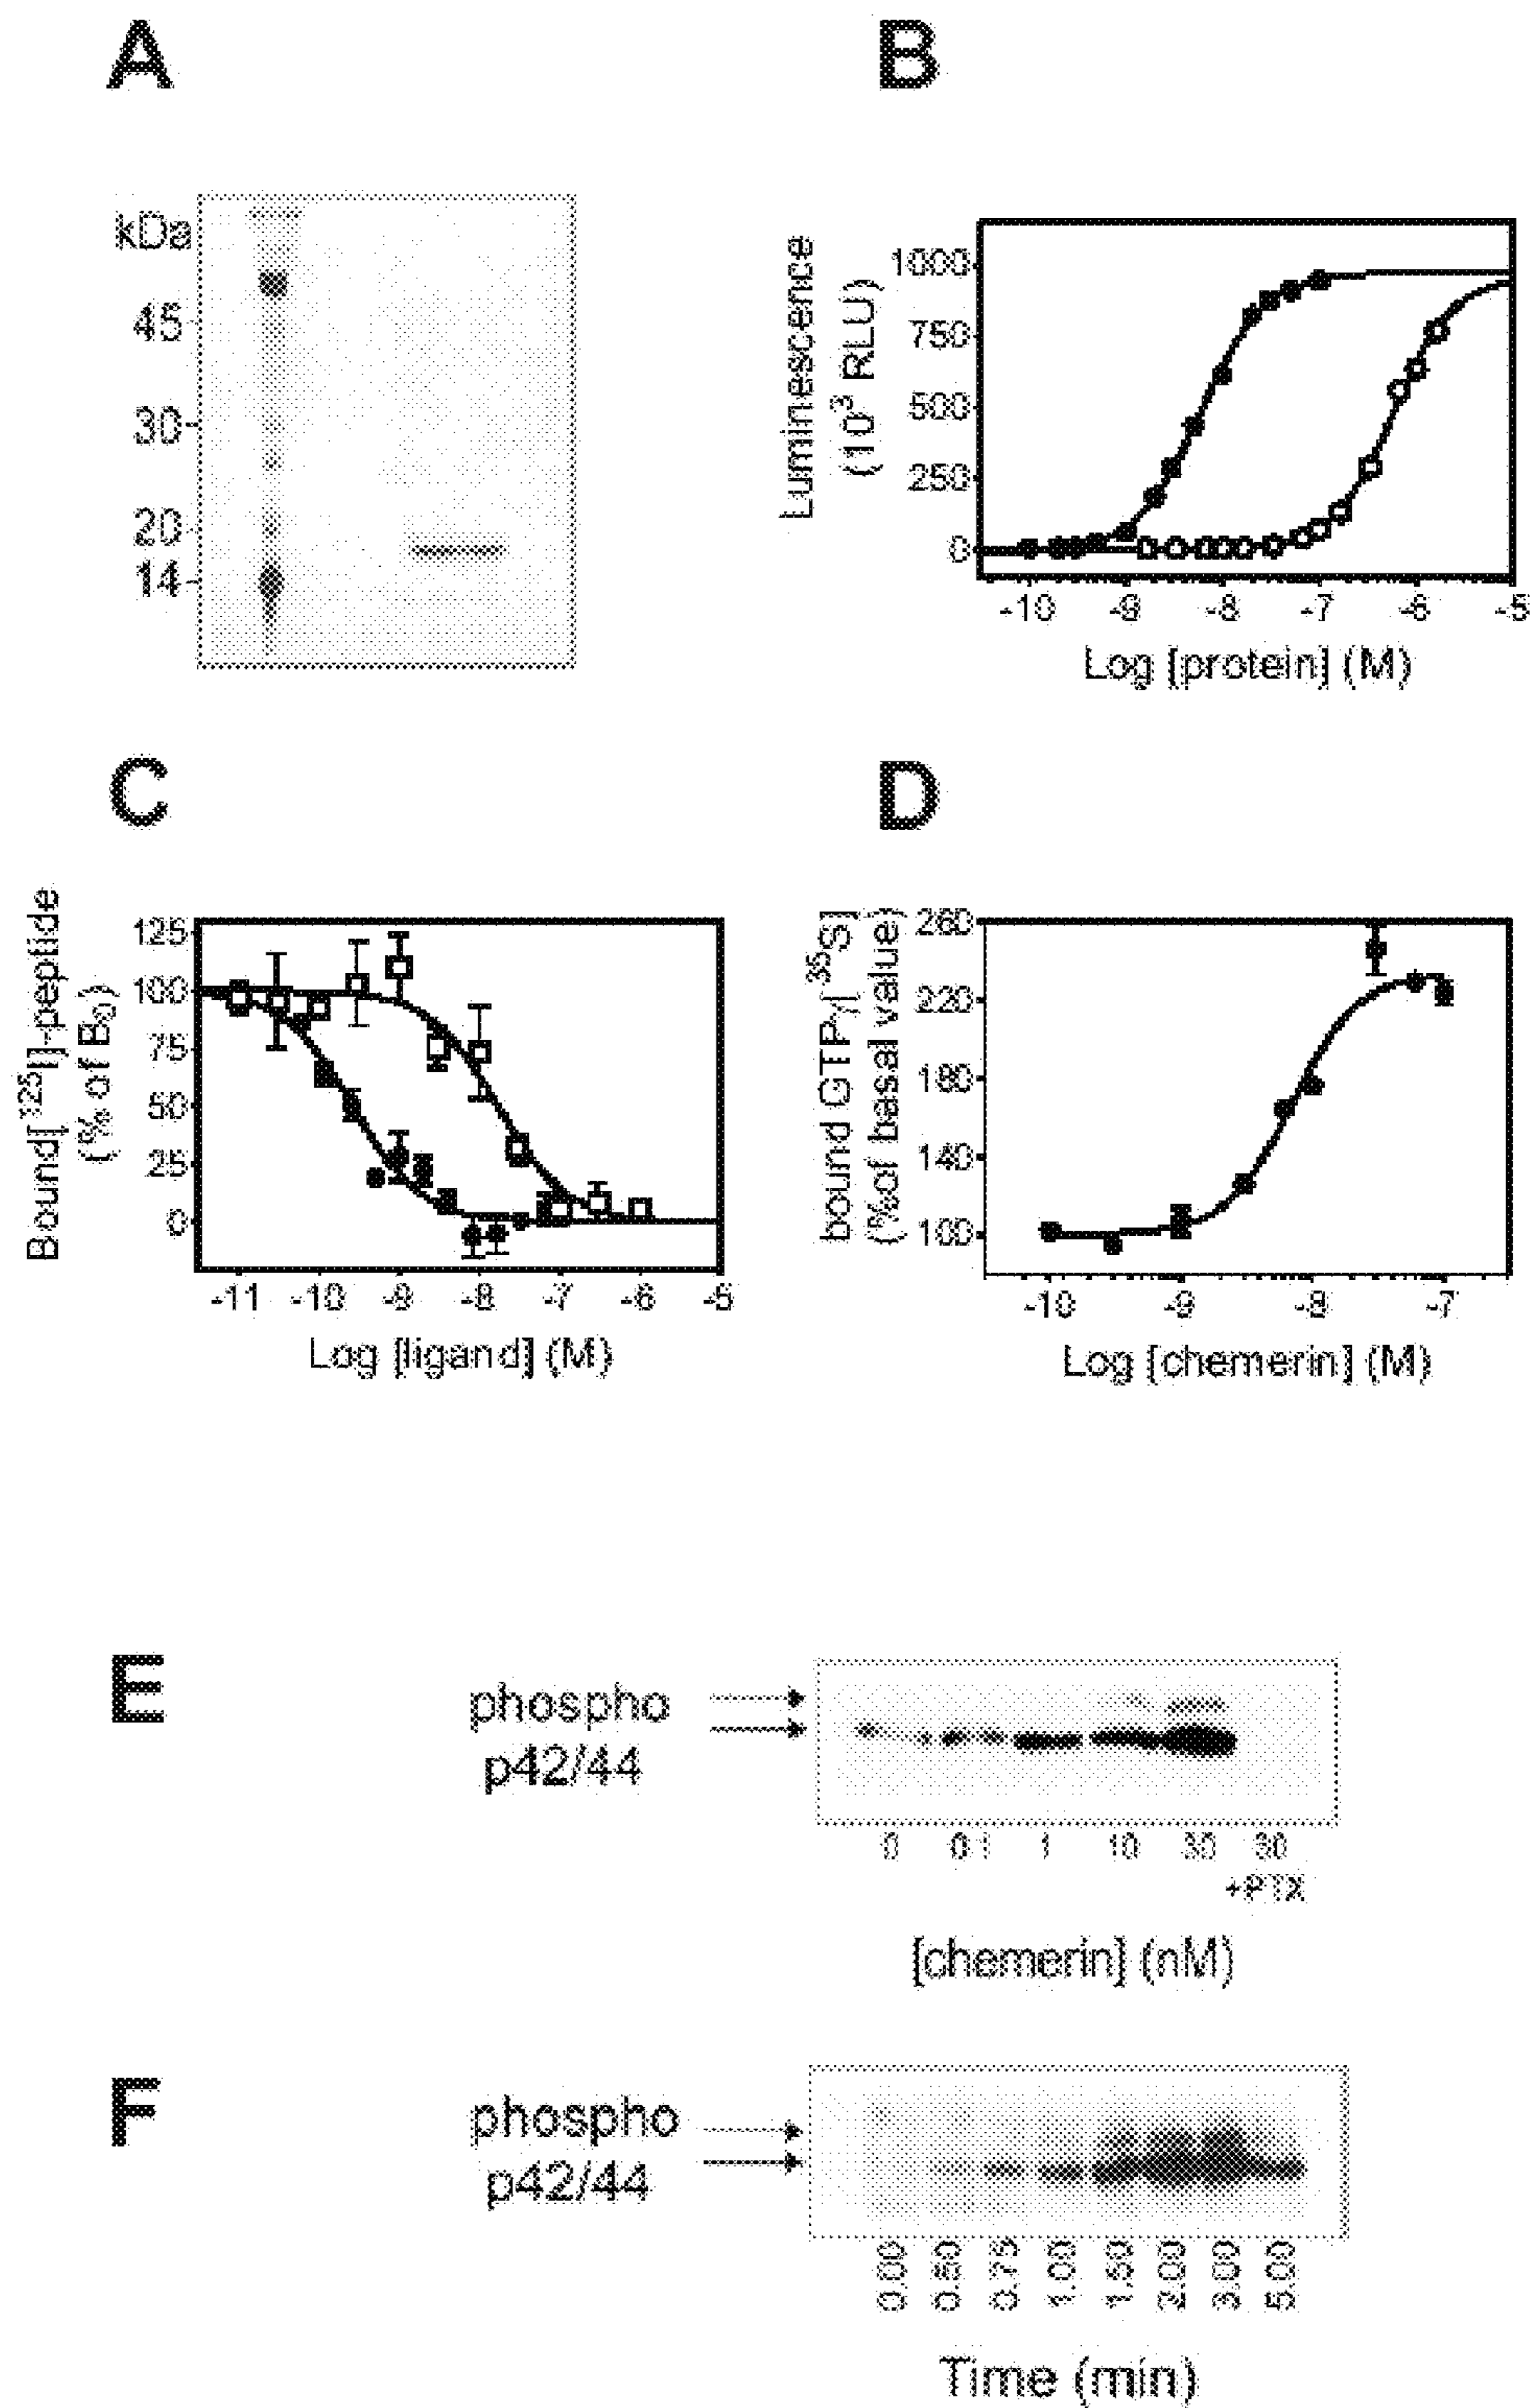 A
kDa
45
30
20
14
B
Luminescence
(10³ RLU)
1000
750
500
250
0
-10 -9 -8 -7 -6 -5
Log [protein] (M)
C
Bound[¹²⁵I]-peptide
(% of B₀)
125
100
75
50
25
0
-11 -10 -9 -8 -7 -6 -5
Log [ligand] (M)
D
bound GTPγ[³⁵S]
(%of basal value)
260
220
180
140
100
-10 -9 -8 -7
Log [chemerin] (M)
E
phospho
p42/44
0 0.1 1 10 30 30
+PTX
[chemerin] (nM)
F
phospho
p42/44
0.00 0.50 0.75 1.00 1.50 2.00 3.00 5.00
Time (min)